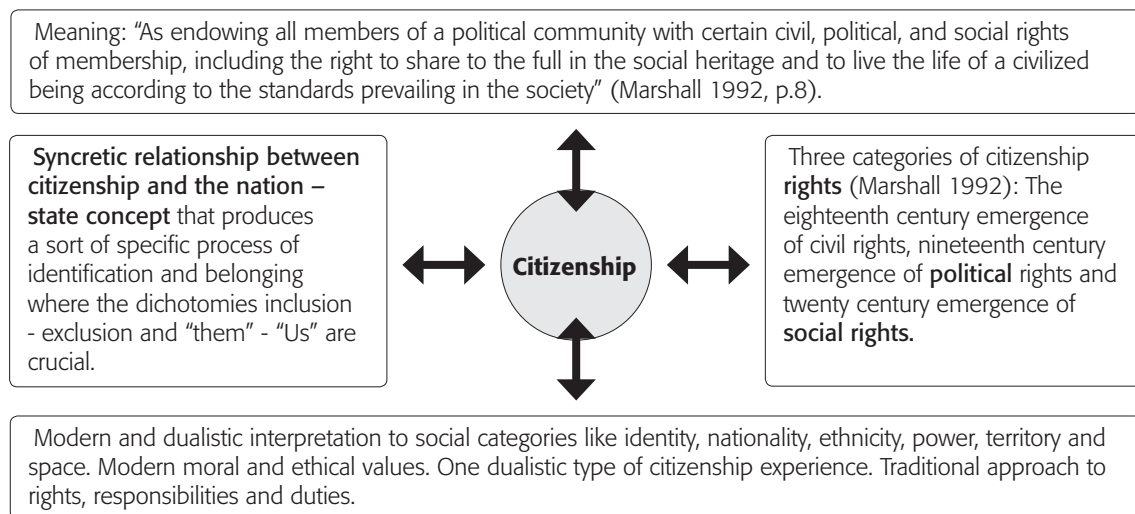 Meaning: “As endowing all members of a political community with certain civil, political, and social rights
of membership, including the right to share to the full in the social heritage and to live the life of a civilized
being according to the standards prevailing in the society” (Marshall 1992, p.8).
Syncretic relationship between
citizenship and the nation –
state concept that produces
a sort of specific process of
identification and belonging
where the dichotomies inclusion
- exclusion and “them” - “Us” are
crucial.
Citizenship
Three categories of citizenship
rights (Marshall 1992): The
eighteenth century emergence
of civil rights, nineteenth century
emergence of political rights and
twenty century emergence of
social rights.
Modern and dualistic interpretation to social categories like identity, nationality, ethnicity, power, territory and
space. Modern moral and ethical values. One dualistic type of citizenship experience. Traditional approach to
rights, responsibilities and duties.